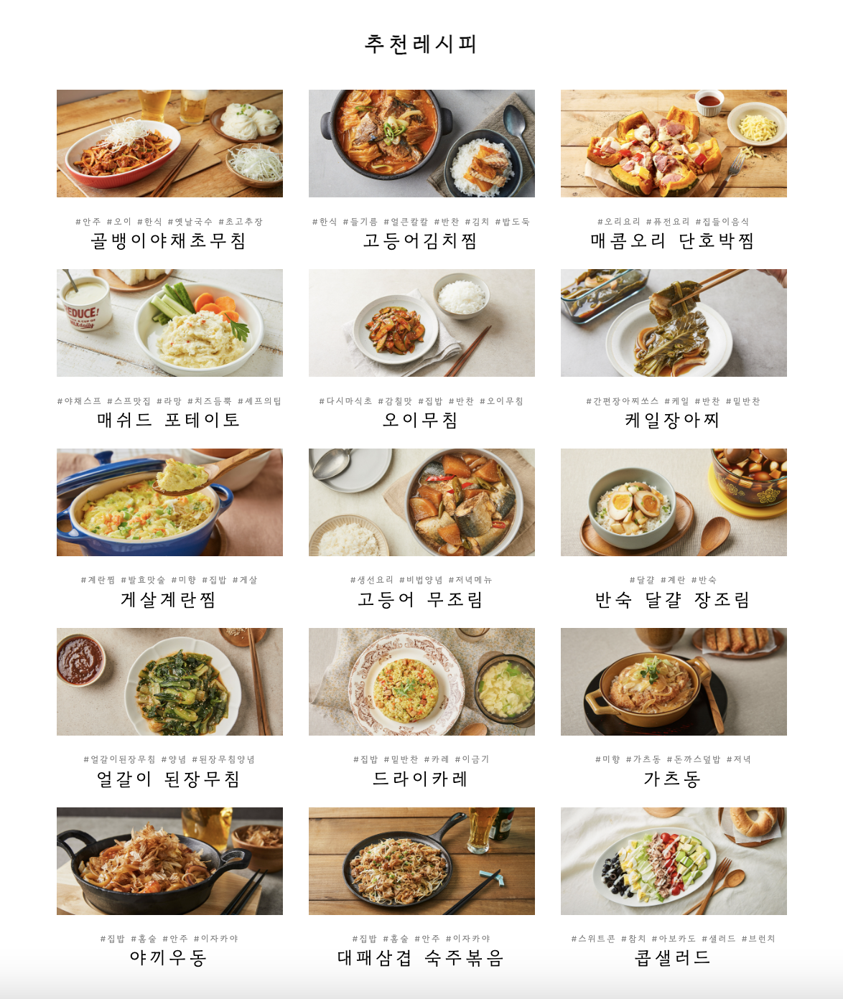 추천레시피
#안주 #오이 #한식 #옛날국수 #초고추장
골뱅이야채초무침
#한식 #들기름 #얼큰칼칼 #반찬 #김치 #밥도둑
고등어김치찜
#오리요리 #퓨전요리 #집들이음식
매콤오리 단호박찜
EDUCE!
daily
#야채스프 #스프맛집 #라망 #치즈듬뿍 #셰프의팁
매쉬드 포테이토
#다시마식초 #감칠맛 #집밥 #반찬 #오이무침
오이무침
#간편장아찌쏘스 #케일 #반찬 #밑반찬
케일장아찌
#계란찜 #발효맛술 #미향 #집밥 #게살
게살계란찜
#생선요리 #비법양념 #저녁메뉴
고등어 무조림
#달걀 #계란 #반숙
반숙 달걀 장조림
#얼갈이된장무침 #양념 #된장무침양념
얼갈이 된장무침
#집밥 #밑반찬 #카레 #이금기
드라이카레
#미향 #가츠동 #돈까스덮밥 #저녁
가츠동
#집밥 #홈술 #안주 #이자카야
야끼우동
#집밥 #홈술 #안주 #이자카야
대패삼겹 숙주볶음
#스위트콘 #참치 #아보카도 #샐러드 #브런치
콥샐러드